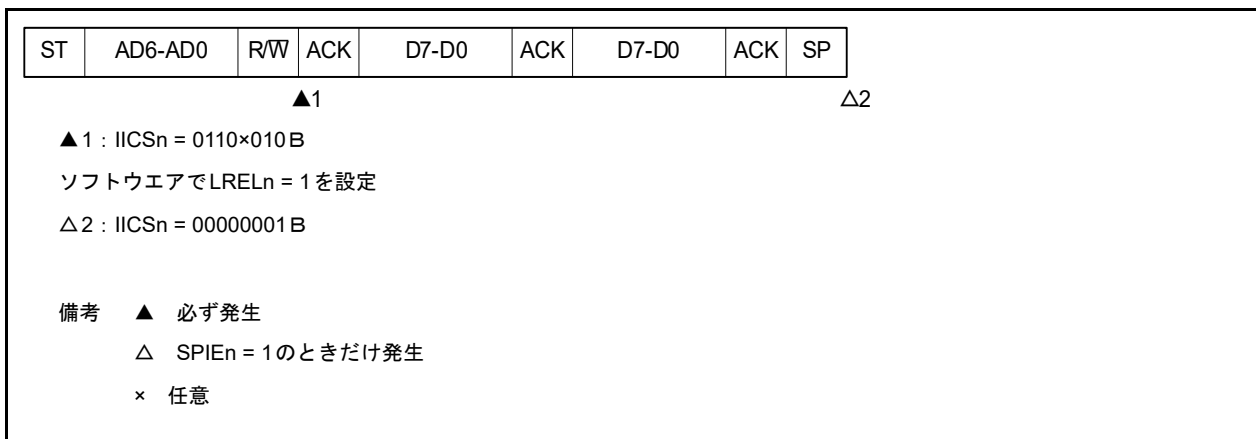 ST AD6-AD0 R/W̅ ACK D7-D0 ACK D7-D0 ACK SP
▲1 △2
▲1：IICSn = 0110×010B
ソフトウエアでLRELn = 1を設定
△2：IICSn = 00000001B
備考 ▲ 必ず発生
△ SPIEn = 1のときだけ発生
× 任意